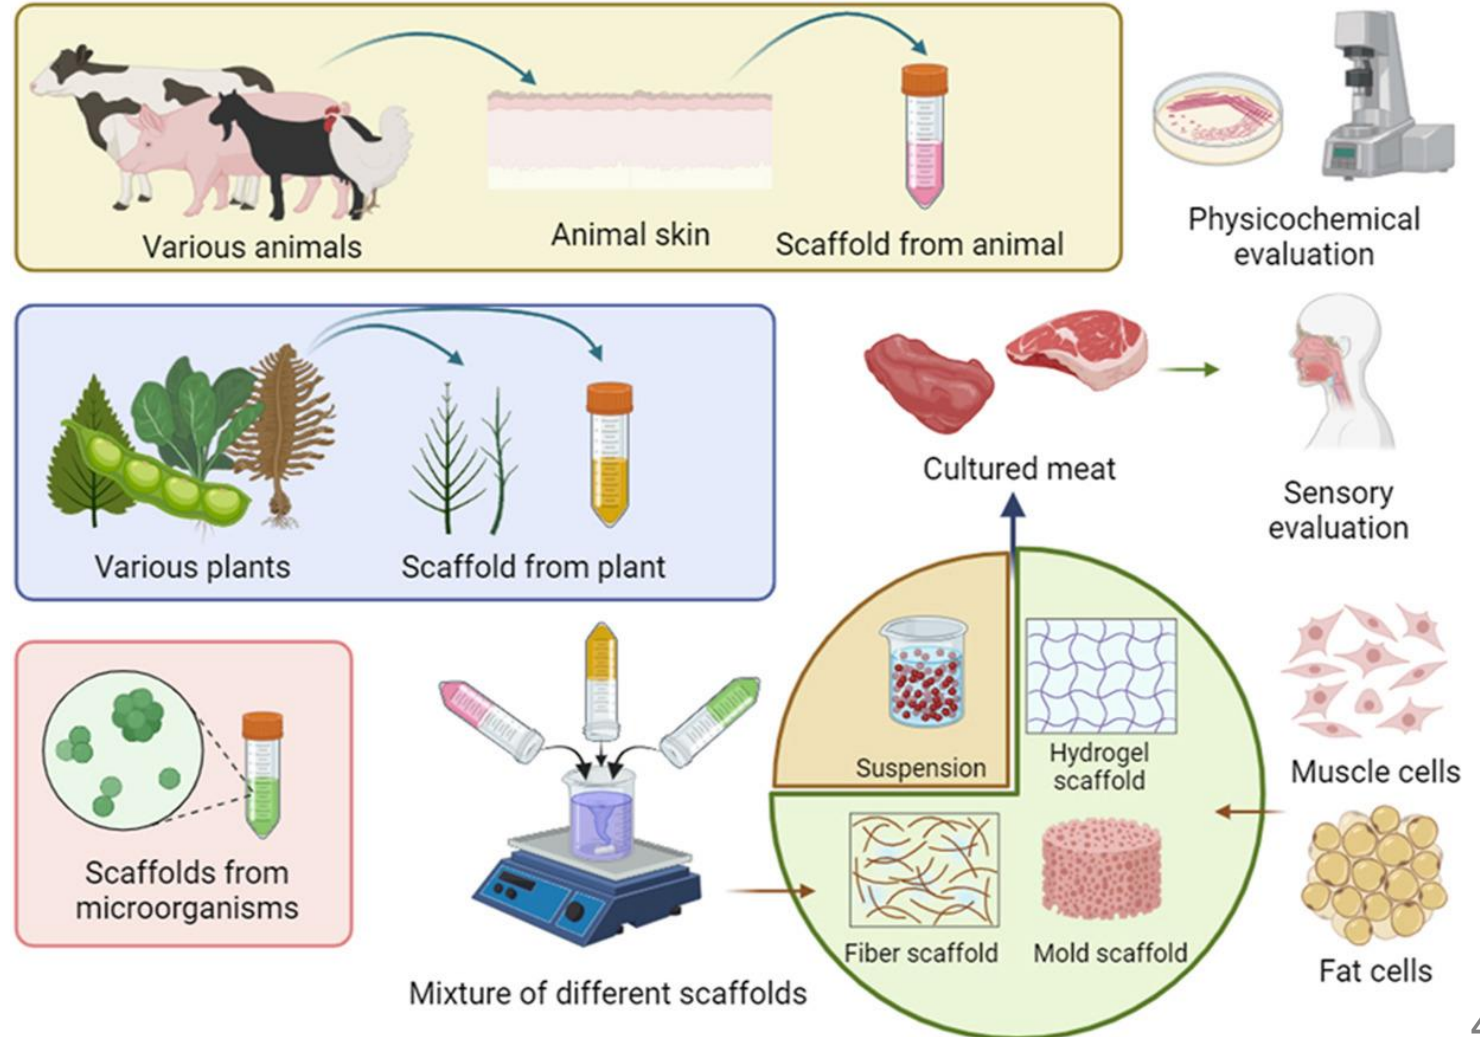 Various animals
Animal skin
Scaffold from animal
Physicochemical
evaluation
Various plants
Scaffold from plant
Cultured meat
Sensory
evaluation
Scaffolds from
microorganisms
Mixture of different scaffolds
Suspension
Hydrogel
scaffold
Fiber scaffold
Mold scaffold
Muscle cells
Fat cells